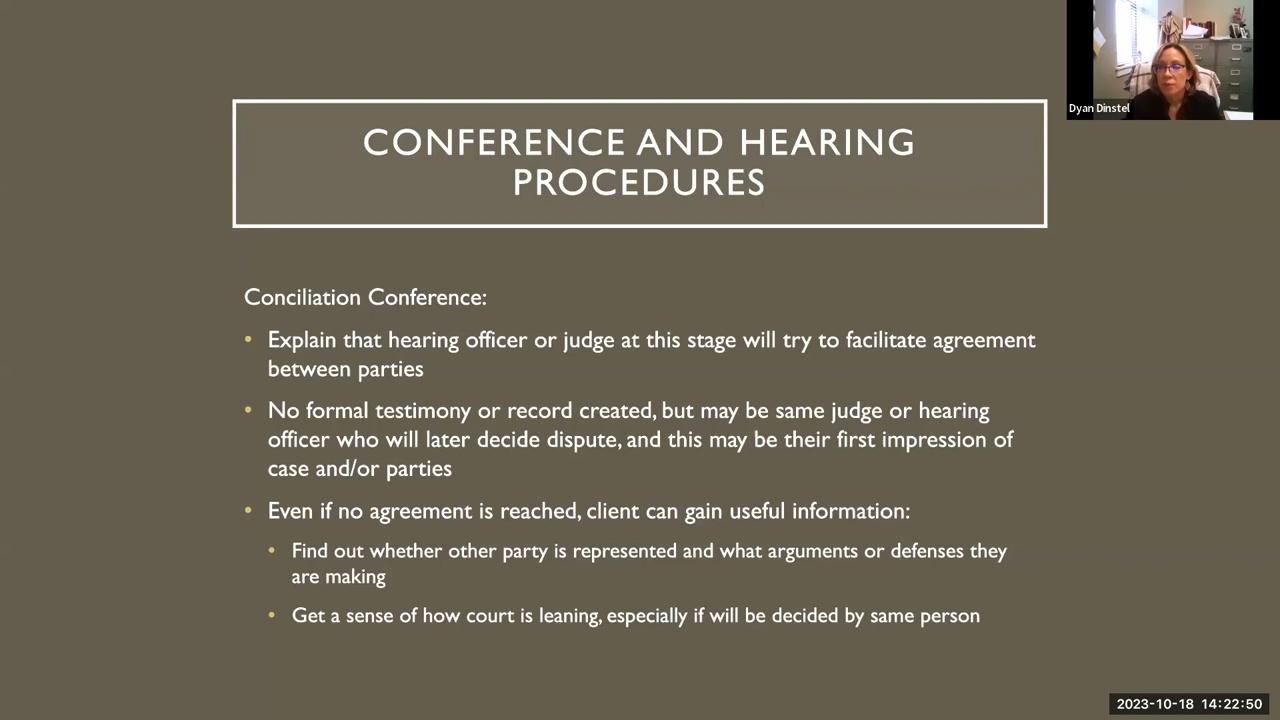 CONFERENCE AND HEARING
PROCEDURES
Conciliation Conference:
• Explain that hearing officer or judge at this stage will try to facilitate agreement
between parties
• No formal testimony or record created, but may be same judge or hearing
officer who will later decide dispute, and this may be their first impression of
case and/or parties
• Even if no agreement is reached, client can gain useful information:
• Find out whether other party is represented and what arguments or defenses they
are making
• Get a sense of how court is leaning, especially if will be decided by same person
Dyan Dinstel
2023-10-18 14:22:50